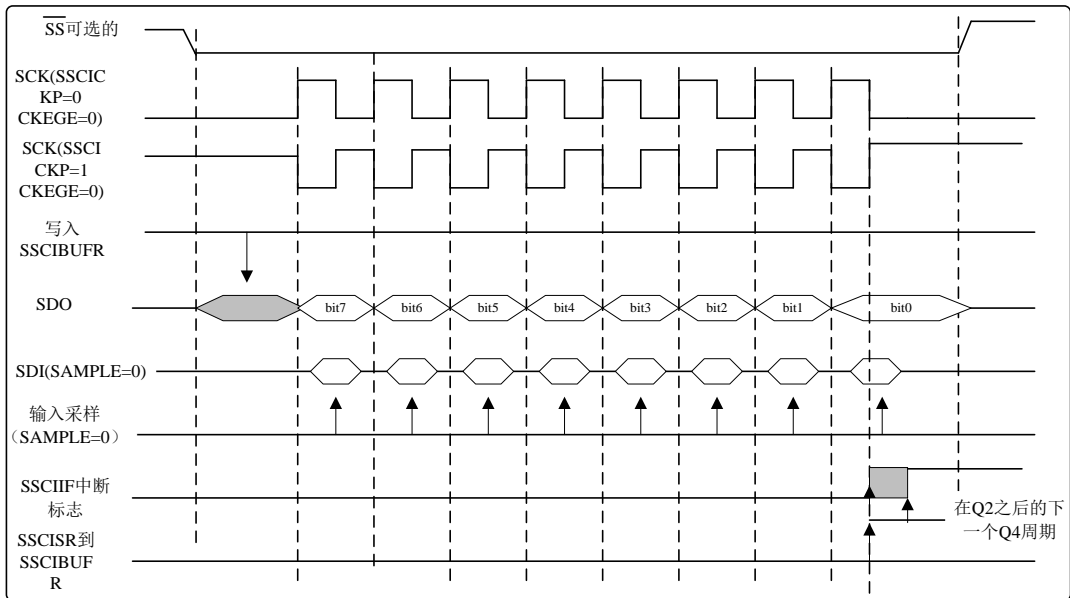 SS可选的
SCK(SSCIC
KP=0
CKEGE=0)
SCK(SSCI
CKP=1
CKEGE=0)
写入
SSCIBUFR
SDO
bit7
bit6
bit5
bit4
bit3
bit2
bit1
bit0
SDI(SAMPLE=0)
输入采样
（SAMPLE=0）
SSCIIF中断
标志
在Q2之后的下
一个Q4周期
SSCISR到
SSCIBUF
R